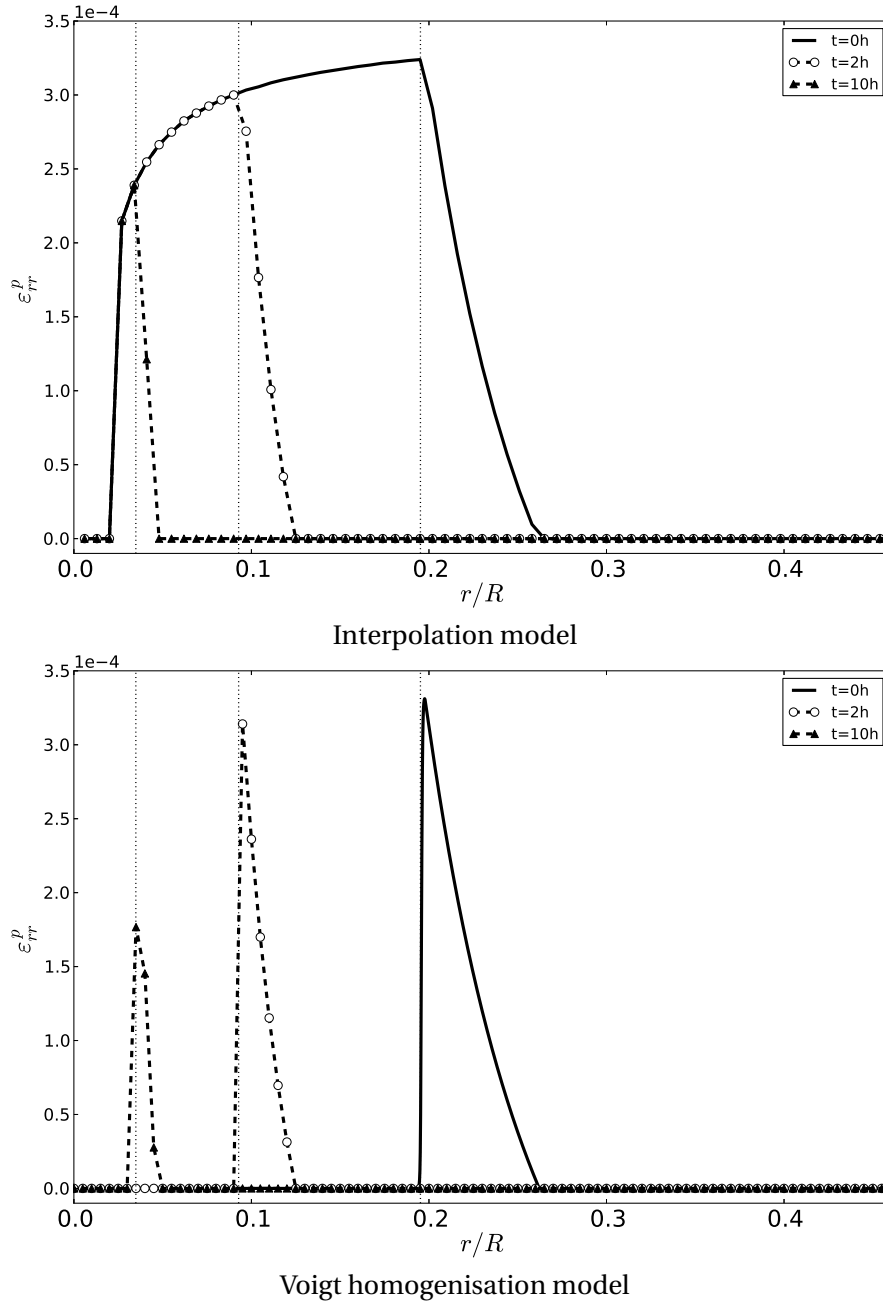 1e−4
3.5
3.0
2.5
2.0
1.5
1.0
0.5
0.0
ε^p_rr
t=0h
t=2h
t=10h
0.0 0.1 0.2 0.3 0.4
r/R
Interpolation model
1e−4
3.5
3.0
2.5
2.0
1.5
1.0
0.5
0.0
ε^p_rr
t=0h
t=2h
t=10h
0.0 0.1 0.2 0.3 0.4
r/R
Voigt homogenisation model